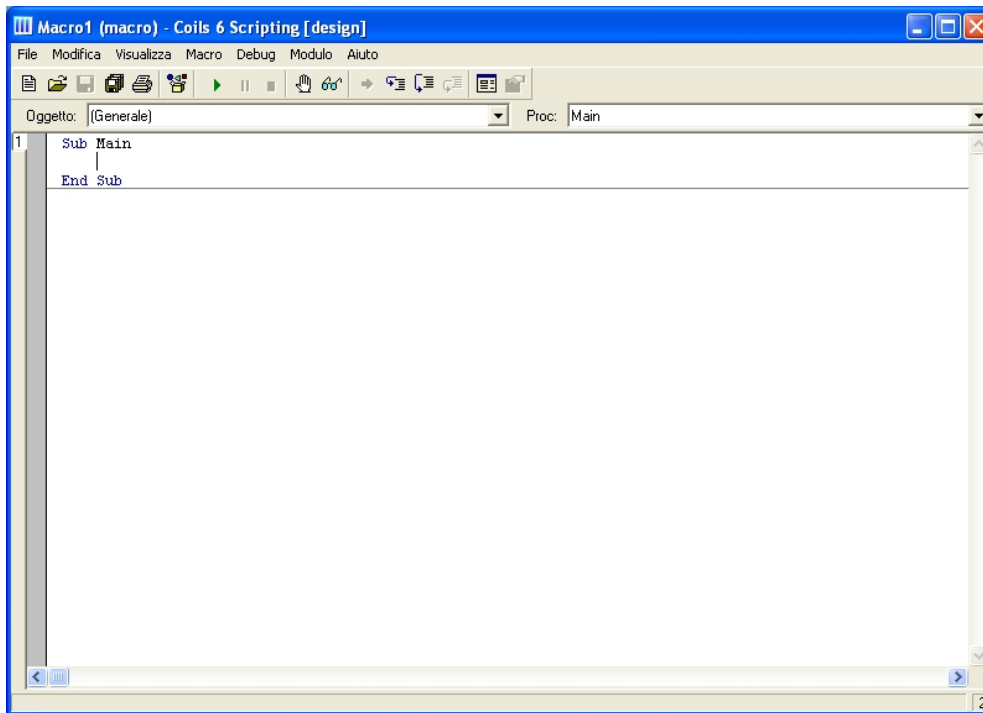 Macro1 (macro) - Coils 6 Scripting [design]
File Modifica Visualizza Macro Debug Modulo Aiuto
Oggetto: (Generale) Proc: Main
1 Sub Main
End Sub
2